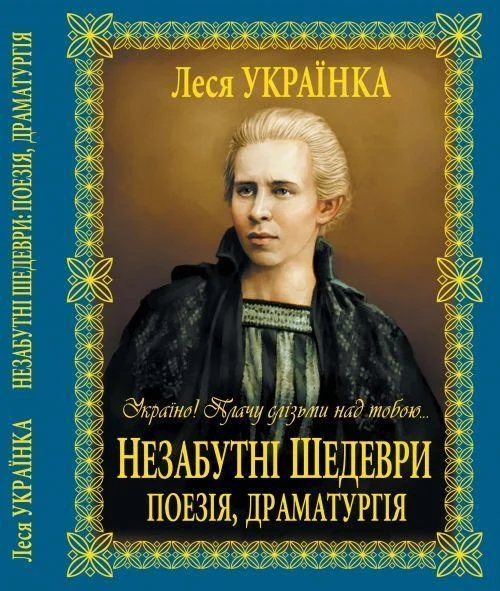 Леся УКРАЇНКА
НЕЗАБУТНІ ШЕДЕВРИ: ПОЕЗІЯ, ДРАМАТУРГІЯ
Леся УКРАЇНКА
Україно! Плачу слізьми над тобою...
НЕЗАБУТНІ ШЕДЕВРИ
ПОЕЗІЯ, ДРАМАТУРГІЯ